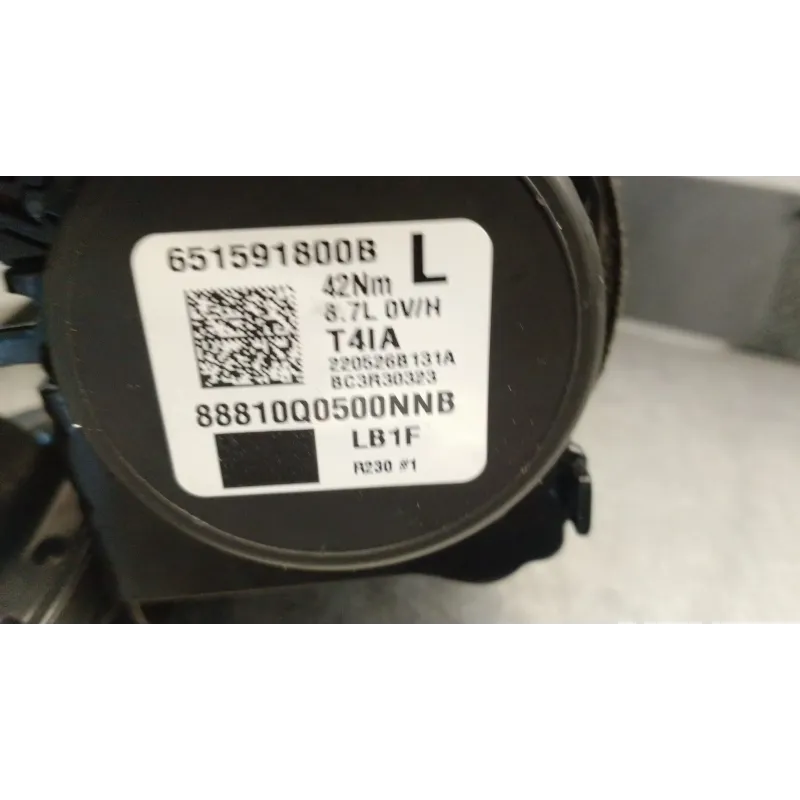 651591800B L
42Nm
8.7L 0V/H
T4IA
220526B131A
BC3R30323
88810Q0500NNB
LB1F
R230 #1